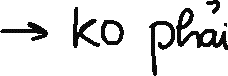 → ko phải